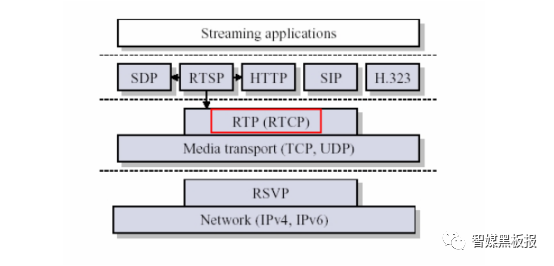 Streaming applications
SDP RTSP HTTP SIP H.323
RTP (RTCP)
Media transport (TCP, UDP)
RSVP
Network (IPv4, IPv6)
智媒黑板报